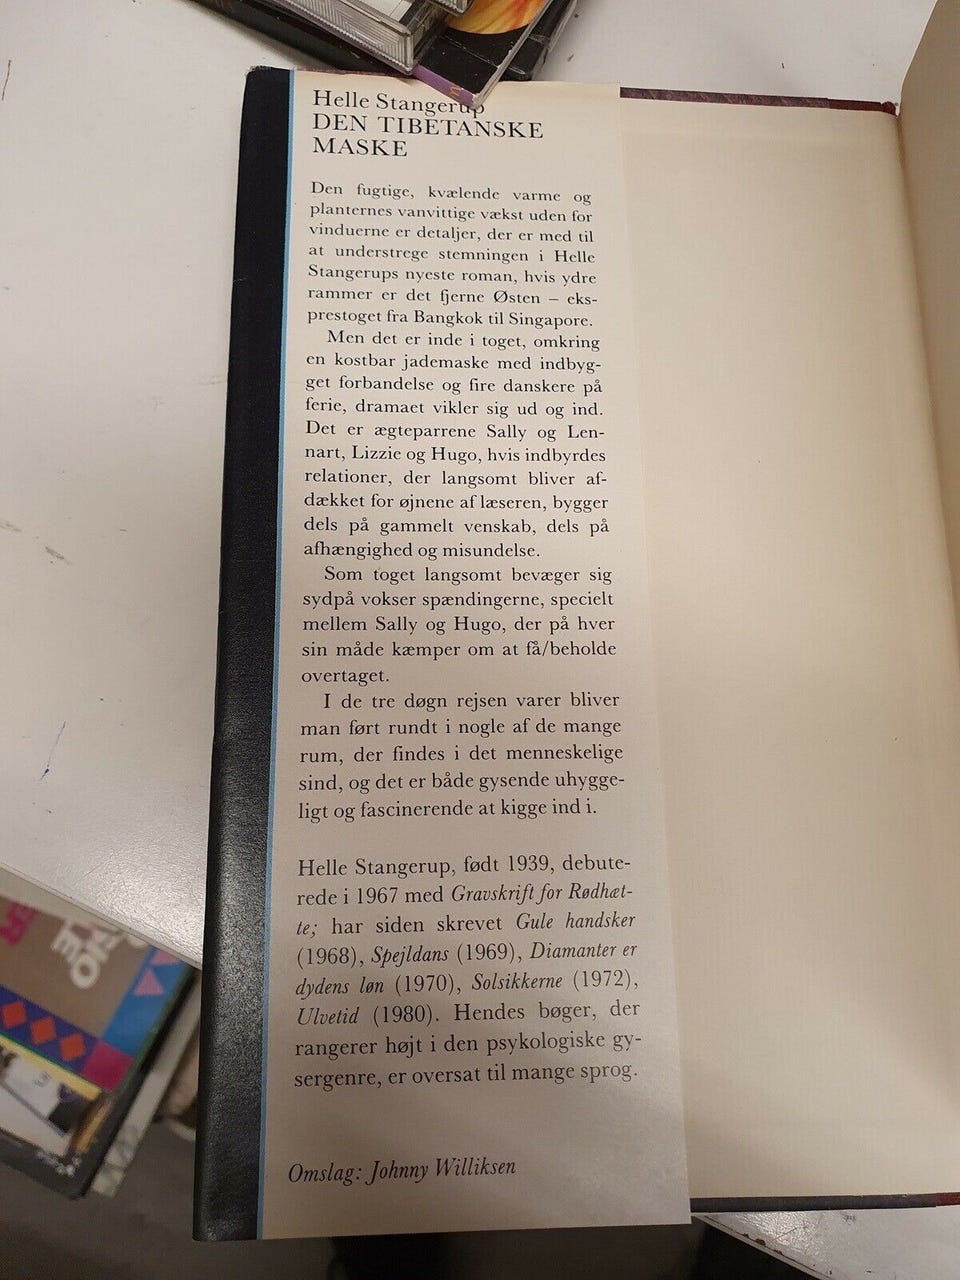 Helle Stangerup
DEN TIBETANSKE
MASKE
Den fugtige, kvælende varme og
planternes vanvittige vækst uden for
vinduerne er detaljer, der er med til
at understrege stemningen i Helle
Stangerups nyeste roman, hvis ydre
rammer er det fjerne Østen – eks-
prestoget fra Bangkok til Singapore.
Men det er inde i toget, omkring
en kostbar jademaske med indbyg-
get forbandelse og fire danskere på
ferie, dramaet vikler sig ud og ind.
Det er ægteparrene Sally og Len-
nart, Lizzie og Hugo, hvis indbyrdes
relationer, der langsomt bliver af-
dækket for øjnene af læseren, bygger
dels på gammelt venskab, dels på
afhængighed og misundelse.
Som toget langsomt bevæger sig
sydpå vokser spændingerne, specielt
mellem Sally og Hugo, der på hver
sin måde kæmper om at få/beholde
overtaget.
I de tre døgn rejsen varer bliver
man ført rundt i nogle af de mange
rum, der findes i det menneskelige
sind, og det er både gysende uhygge-
ligt og fascinerende at kigge ind i.
Helle Stangerup, født 1939, debute-
rede i 1967 med Gravskrift for Rødhæt-
te; har siden skrevet Gule handsker
(1968), Spejldans (1969), Diamanter er
dydens løn (1970), Solsikkerne (1972),
Ulvetid (1980). Hendes bøger, der
rangerer højt i den psykologiske gy-
sergenre, er oversat til mange sprog.
Omslag: Johnny Williksen